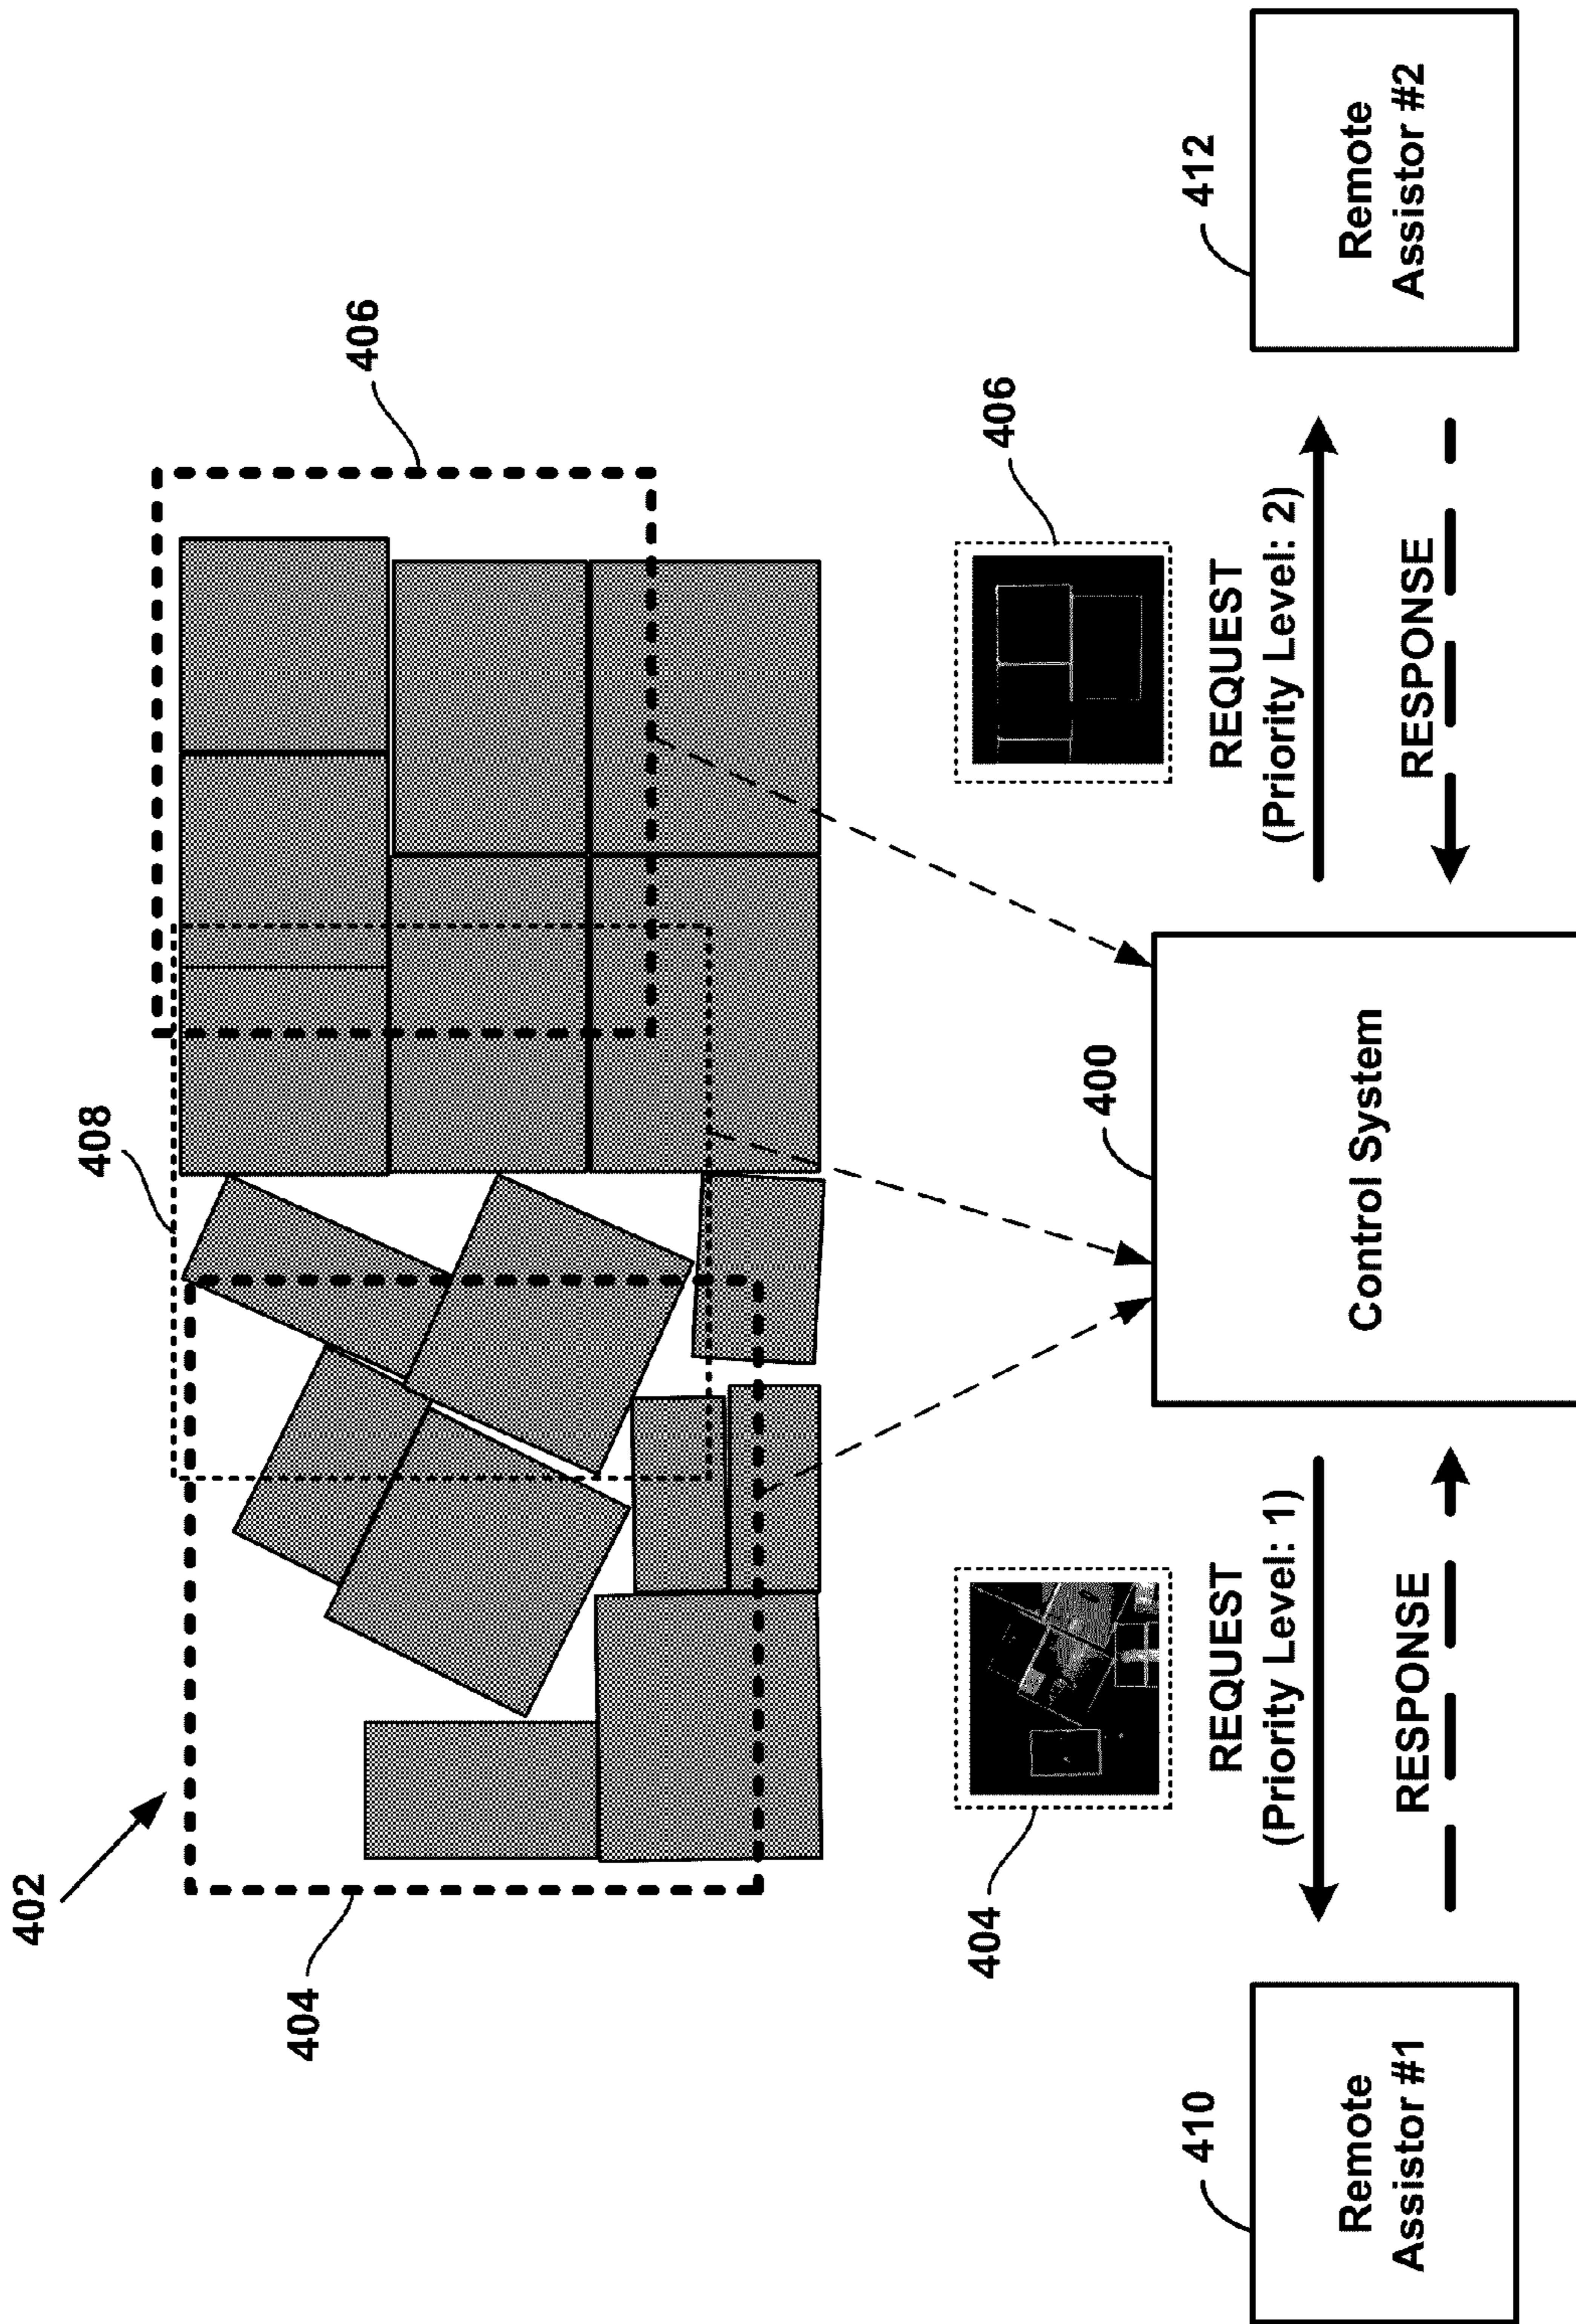 402
408
406
404
404
406
REQUEST
(Priority Level: 1)
RESPONSE
REQUEST
(Priority Level: 2)
RESPONSE
410
Remote
Assistor #1
400
Control System
412
Remote
Assistor #2